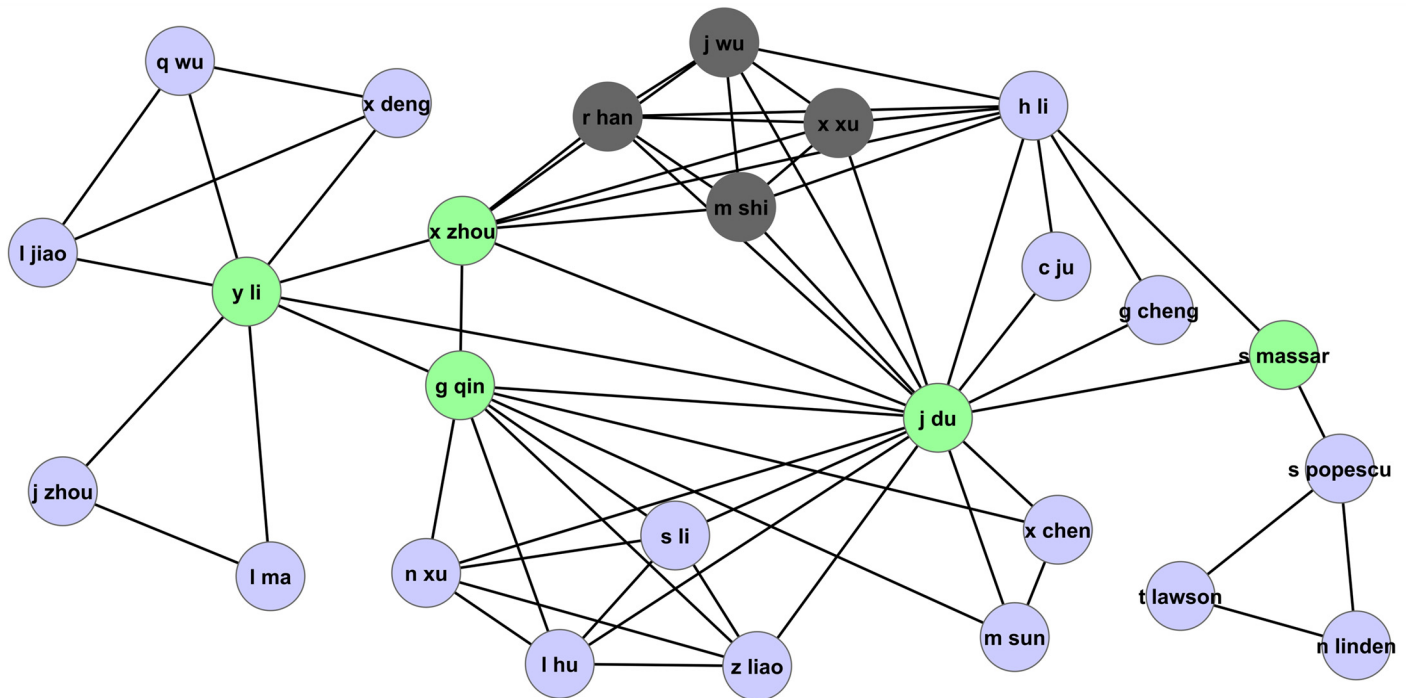 j wu
q wu
x deng
h li
r han
x xu
m shi
x zhou
l jiao
c ju
y li
g cheng
s massar
g qin
j du
s popescu
j zhou
x chen
s li
n xu
l ma
t lawson
m sun
n linden
l hu
z liao